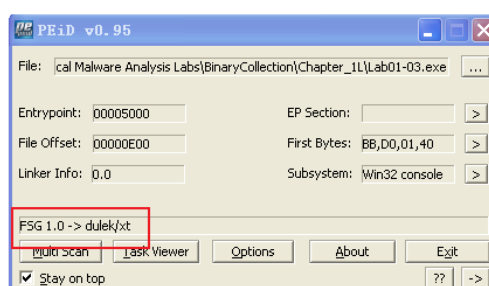 PEiD v0.95
File: cal Malware Analysis Labs\BinaryCollection\Chapter_1L\Lab01-03.exe ...
Entrypoint: 00005000 EP Section: >
File Offset: 00000E00 First Bytes: BB,D0,01,40 >
Linker Info: 0.0 Subsystem: Win32 console >
FSG 1.0 -> dulek/xt
Multi Scan Task Viewer Options About Exit
Stay on top ?? ->